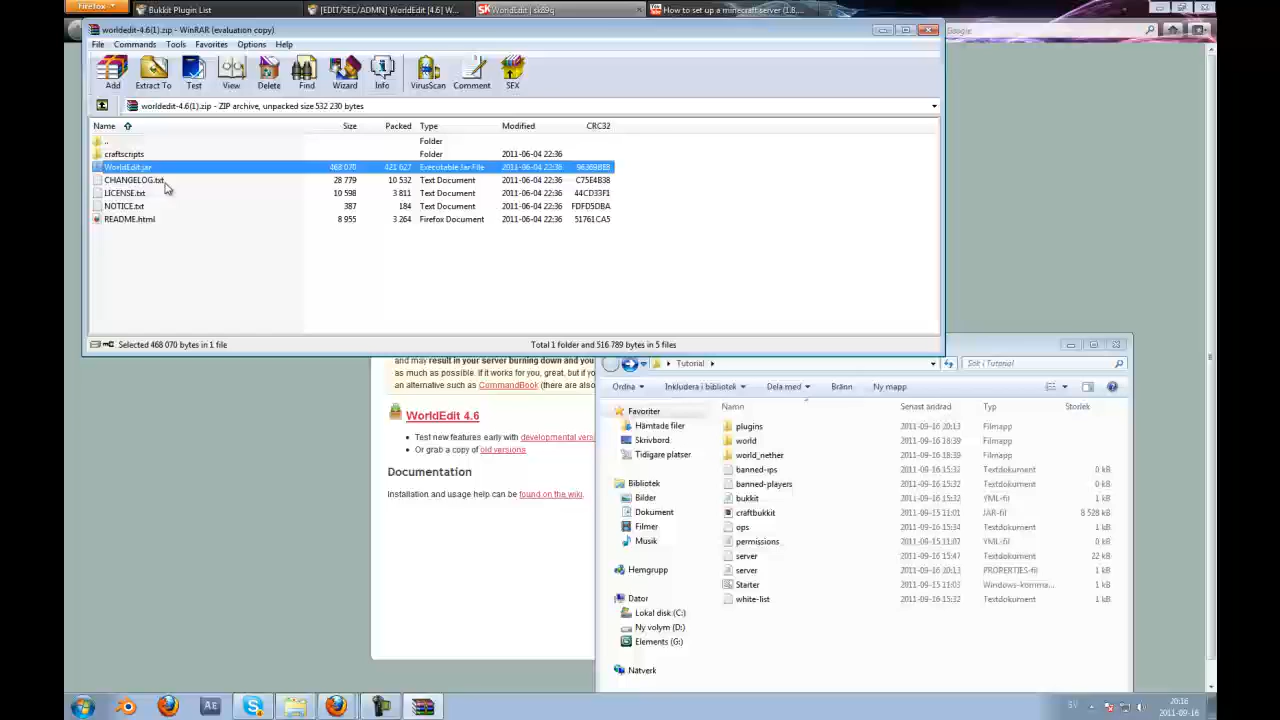 Firefox
Bukkit Plugin List
[EDIT/SEC/ADMN] WorldEdit [4.6] W...
WorldEdit | sk89q
How to set up a minecraft server (1.8...
worldedit-4.6(1).zip - WinRAR (evaluation copy)
Google
File Commands Tools Favorites Options Help
Add Extract To Test View Delete Find Wizard Info VirusScan Comment SFX
worldedit-4.6(1).zip - ZIP archive, unpacked size 532 230 bytes
Name Size Packed Type Modified CRC32
.. Folder
craftscripts Folder 2011-06-04 22:36
WorldEdit.jar 468 070 421 627 Executable Jar File 2011-06-04 22:36
CHANGELOG.txt 28 779 10 532 Text Document 2011-06-04 22:36 C75E4B38
LICENSE.txt 10 598 3 811 Text Document 2011-06-04 22:36 44CD33F1
NOTICE.txt 387 184 Text Document 2011-06-04 22:36 FDFD5DBA
README.html 8 955 3 264 Firefox Document 2011-06-04 22:36 51761CA5
Selected 468 070 bytes in 1 file Total 1 folder and 516 789 bytes in 5 files
and may result in your server burning down and you
as much as possible. If it works for you, great, but if yo
an alternative such as CommandBook (there are also
WorldEdit 4.6
Test new features early with developmental vers
Or grab a copy of old versions
Documentation
Installation and usage help can be found on the wiki.
Tutorial
Sök i Tutorial
Ordna Inkludera i bibliotek Dela med Bränn Ny mapp
Favoriter
Hämtade filer
Skrivbord
Tidigare platser
Bibliotek
Bilder
Dokument
Filmer
Musik
Hemgrupp
Dator
Lokal disk (C:)
Ny volym (D:)
Elements (G:)
Nätverk
Namn Senast ändrad Typ Storlek
plugins 2011-09-16 20:13 Filmapp
world 2011-09-16 18:39 Filmapp
world_nether 2011-09-16 18:39 Filmapp
banned-ips 2011-09-16 15:32 Textdokument 0 kB
banned-players 2011-09-16 15:32 Textdokument 0 kB
bukkit 2011-09-16 15:32 YML-fil 1 kB
craftbukkit 2011-09-15 11:01 JAR-fil 8 528 kB
ops 2011-09-16 15:34 Textdokument 1 kB
permissions 2011-09-15 11:07 YML-fil 0 kB
server 2011-09-16 15:47 Textdokument 22 kB
server 2011-09-16 20:13 PROPERTIES-fil 1 kB
Starter 2011-09-15 11:03 Windows-komma... 1 kB
white-list 2011-09-16 15:32 Textdokument 1 kB
Ae
SV
20:16
2011-09-16